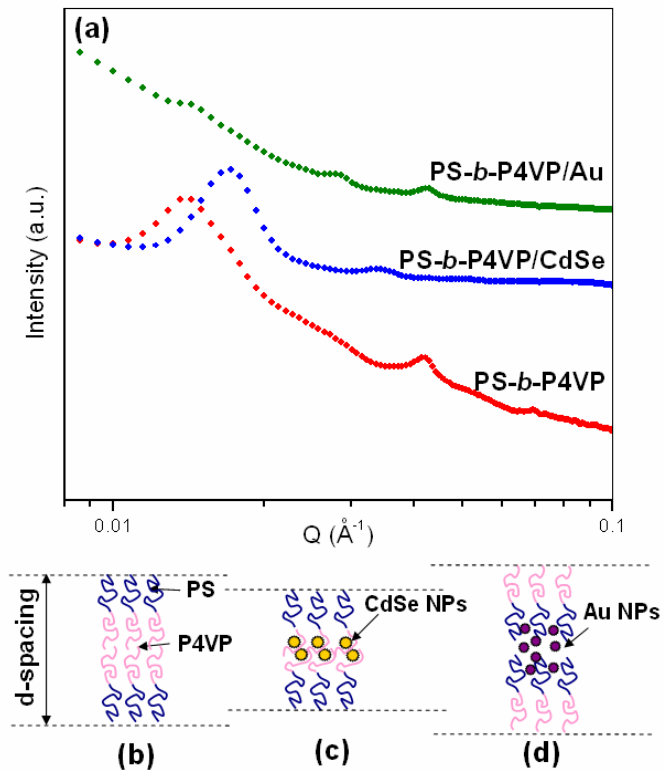 (a)
PS-b-P4VP/Au
PS-b-P4VP/CdSe
PS-b-P4VP
Intensity (a.u.)
0.01
0.1
Q (Å⁻¹)
d-spacing
PS
P4VP
CdSe NPs
Au NPs
(b)
(c)
(d)